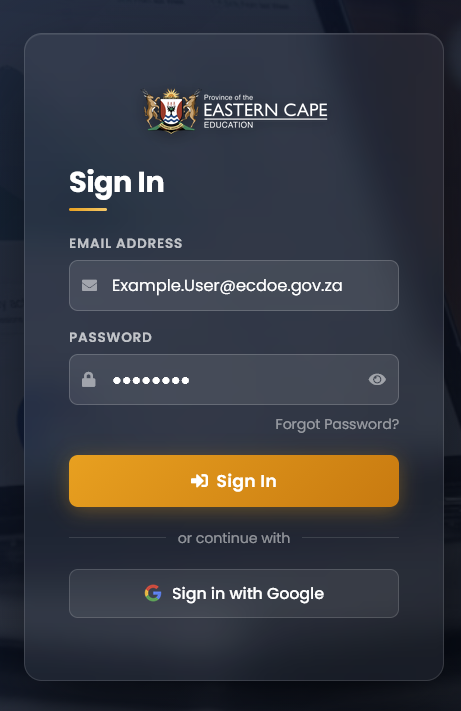 Province of the
EASTERN CAPE
EDUCATION
Sign In
EMAIL ADDRESS
Example.User@ecdoe.gov.za
PASSWORD
••••••••
Forgot Password?
Sign In
or continue with
Sign in with Google